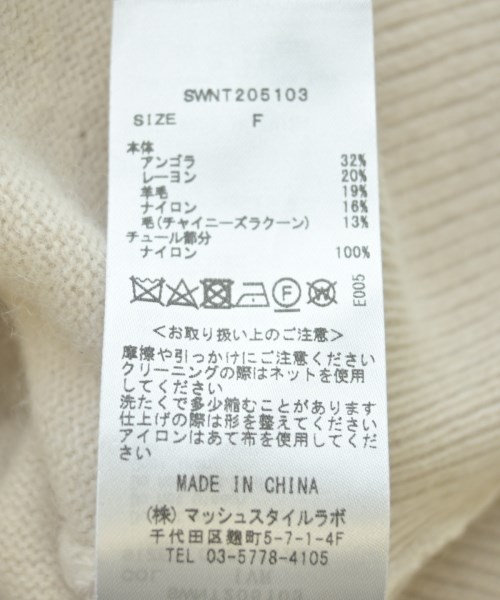 SWNT205103
SIZE F
本体
アンゴラ 32%
レーヨン 20%
羊毛 19%
ナイロン 16%
毛(チャイニーズラクーン) 13%
チュール部分
ナイロン 100%
F W E005
<お取り扱い上のご注意>
摩擦や引っかけにご注意ください
クリーニングの際はネットを使用
してください
洗たくで多少縮むことがあります
仕上げの際は形を整えてください
アイロンはあて布を使用してくだ
さい
MADE IN CHINA
(株) マッシュスタイルラボ
千代田区麹町5-7-1-4F
TEL 03-5778-4105